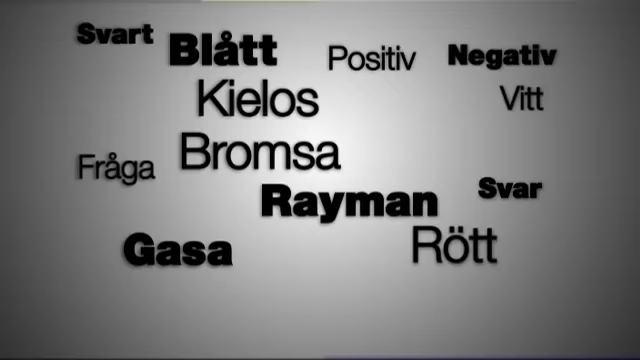 Svart
Blått
Positiv
Negativ
Kielos
Vitt
Bromsa
Fråga
Rayman
Svar
Gasa
Rött